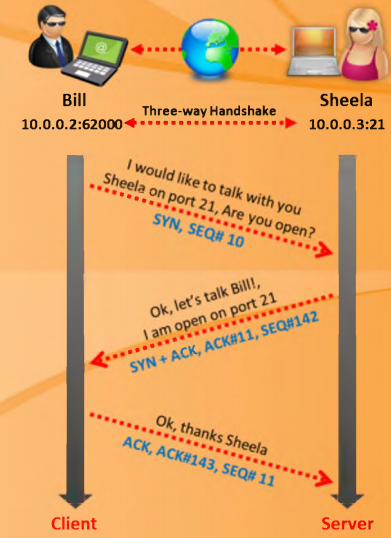 @
Bill
Sheela
10.0.0.2:62000
Three-way Handshake
10.0.0.3:21
I would like to talk with you
Sheela on port 21, Are you open?
SYN, SEQ# 10
Ok, let's talk Bill!,
I am open on port 21
SYN + ACK, ACK#11, SEQ#142
Ok, thanks Sheela
ACK, ACK#143, SEQ# 11
Client
Server